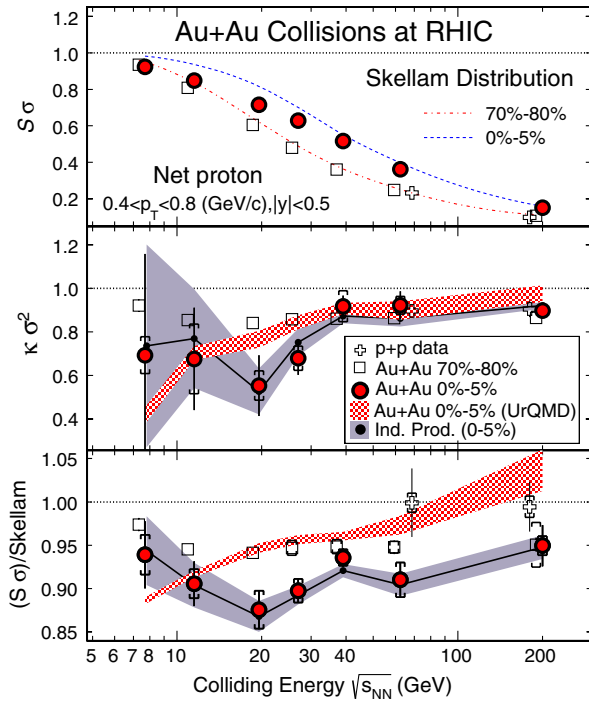 Au+Au Collisions at RHIC
Skellam Distribution
70%-80%
0%-5%
Net proton
0.4<p_T<0.8 (GeV/c),|y|<0.5
S σ
1.0
0.8
0.6
0.4
0.2
κ σ²
1.2
1.0
0.8
0.6
0.4
p+p data
Au+Au 70%-80%
Au+Au 0%-5%
Au+Au 0%-5% (UrQMD)
Ind. Prod. (0-5%)
(S σ)/Skellam
1.05
1.00
0.95
0.90
0.85
5 6 7 8 10 20 30 40 100 200
Colliding Energy √s_NN (GeV)